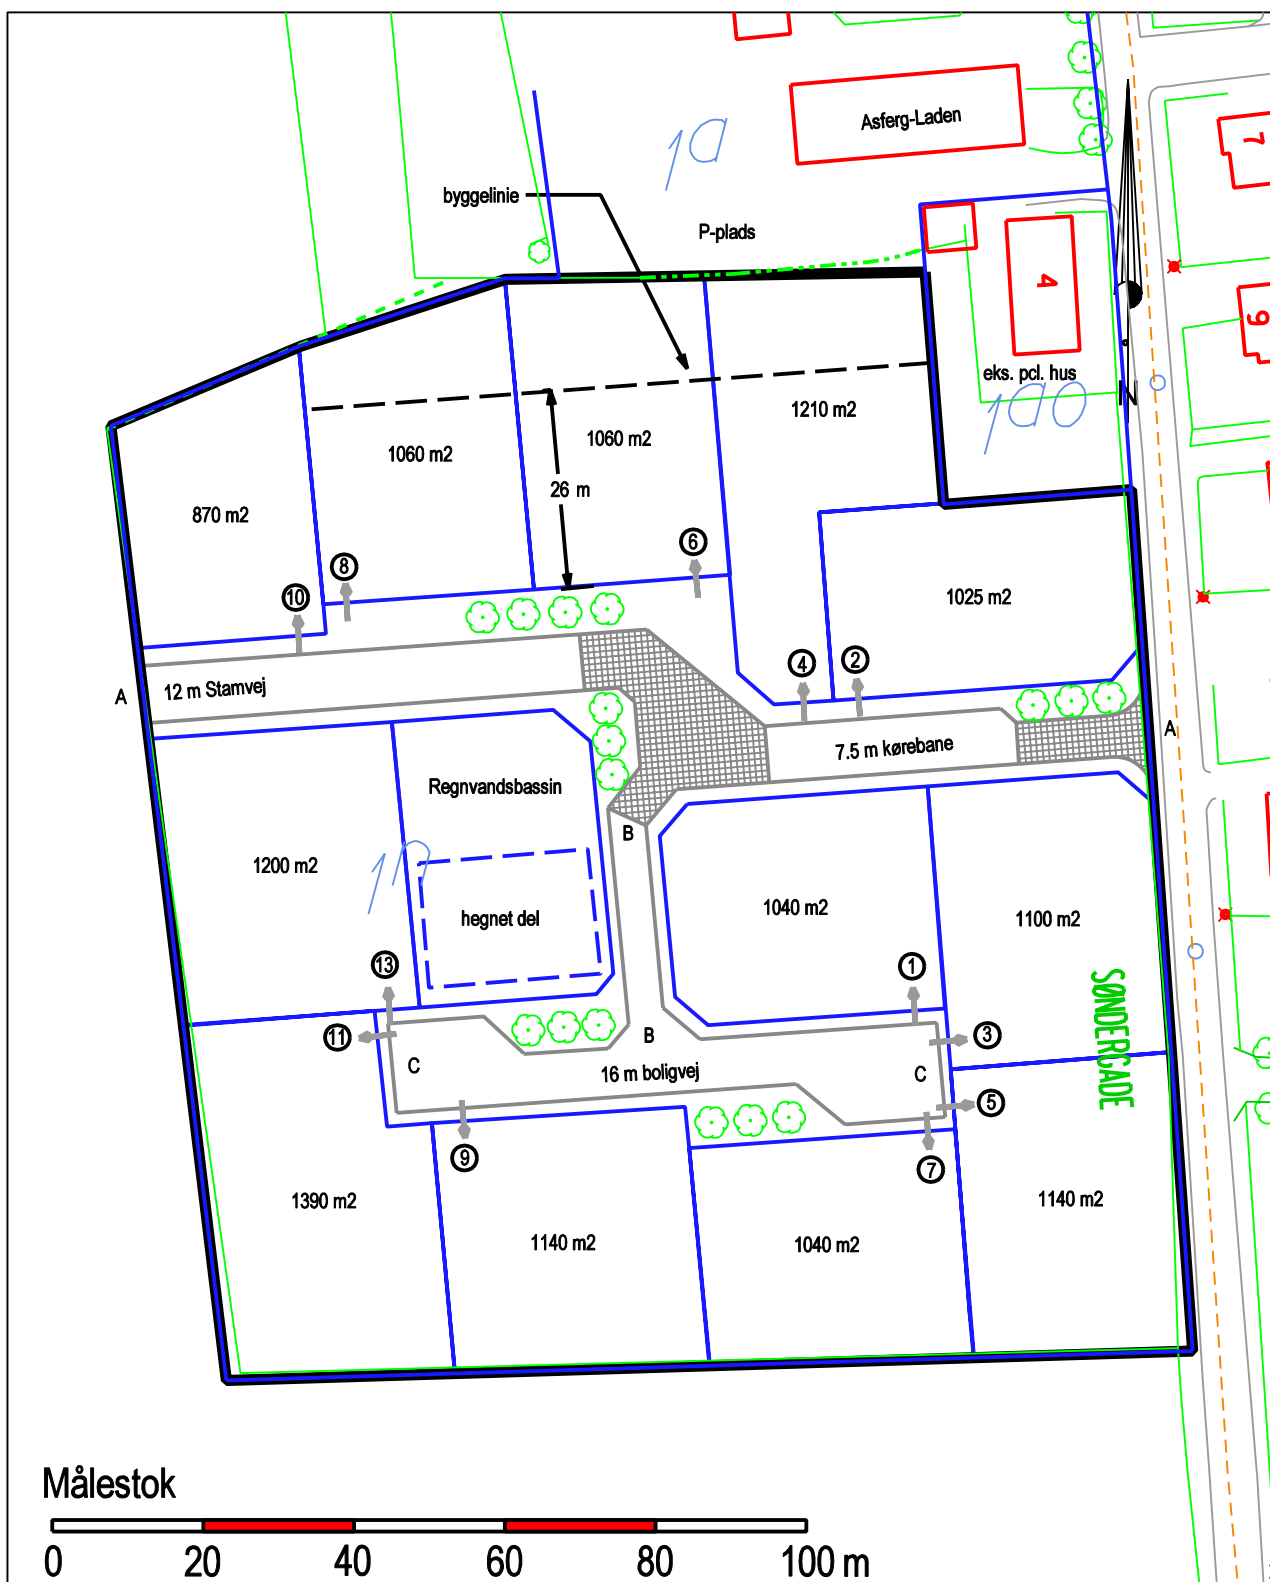 Asferg-Laden
7
1a
byggelinie
P-plads
4
9
eks. pcl. hus
1aa
N
1210 m2
1060 m2
1060 m2
26 m
870 m2
6
8
10
1025 m2
4
2
12 m Stamvej
A
A
7.5 m kørebane
Regnvandsbassin
B
1200 m2
1n
hegnet del
1040 m2
1100 m2
13
1
SØNDERGADE
11
B
3
C
16 m boligvej
C
5
9
7
1390 m2
1140 m2
1040 m2
1140 m2
Målestok
0 20 40 60 80 100 m